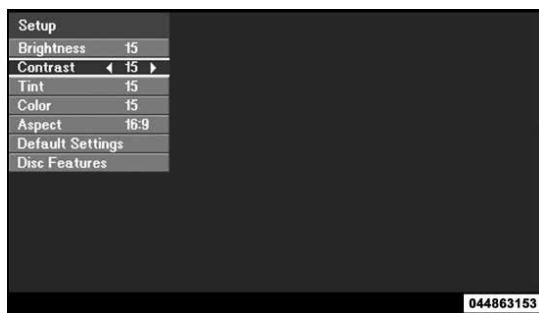 Setup
Brightness 15
Contrast 15
Tint 15
Color 15
Aspect 16:9
Default Settings
Disc Features
044863153